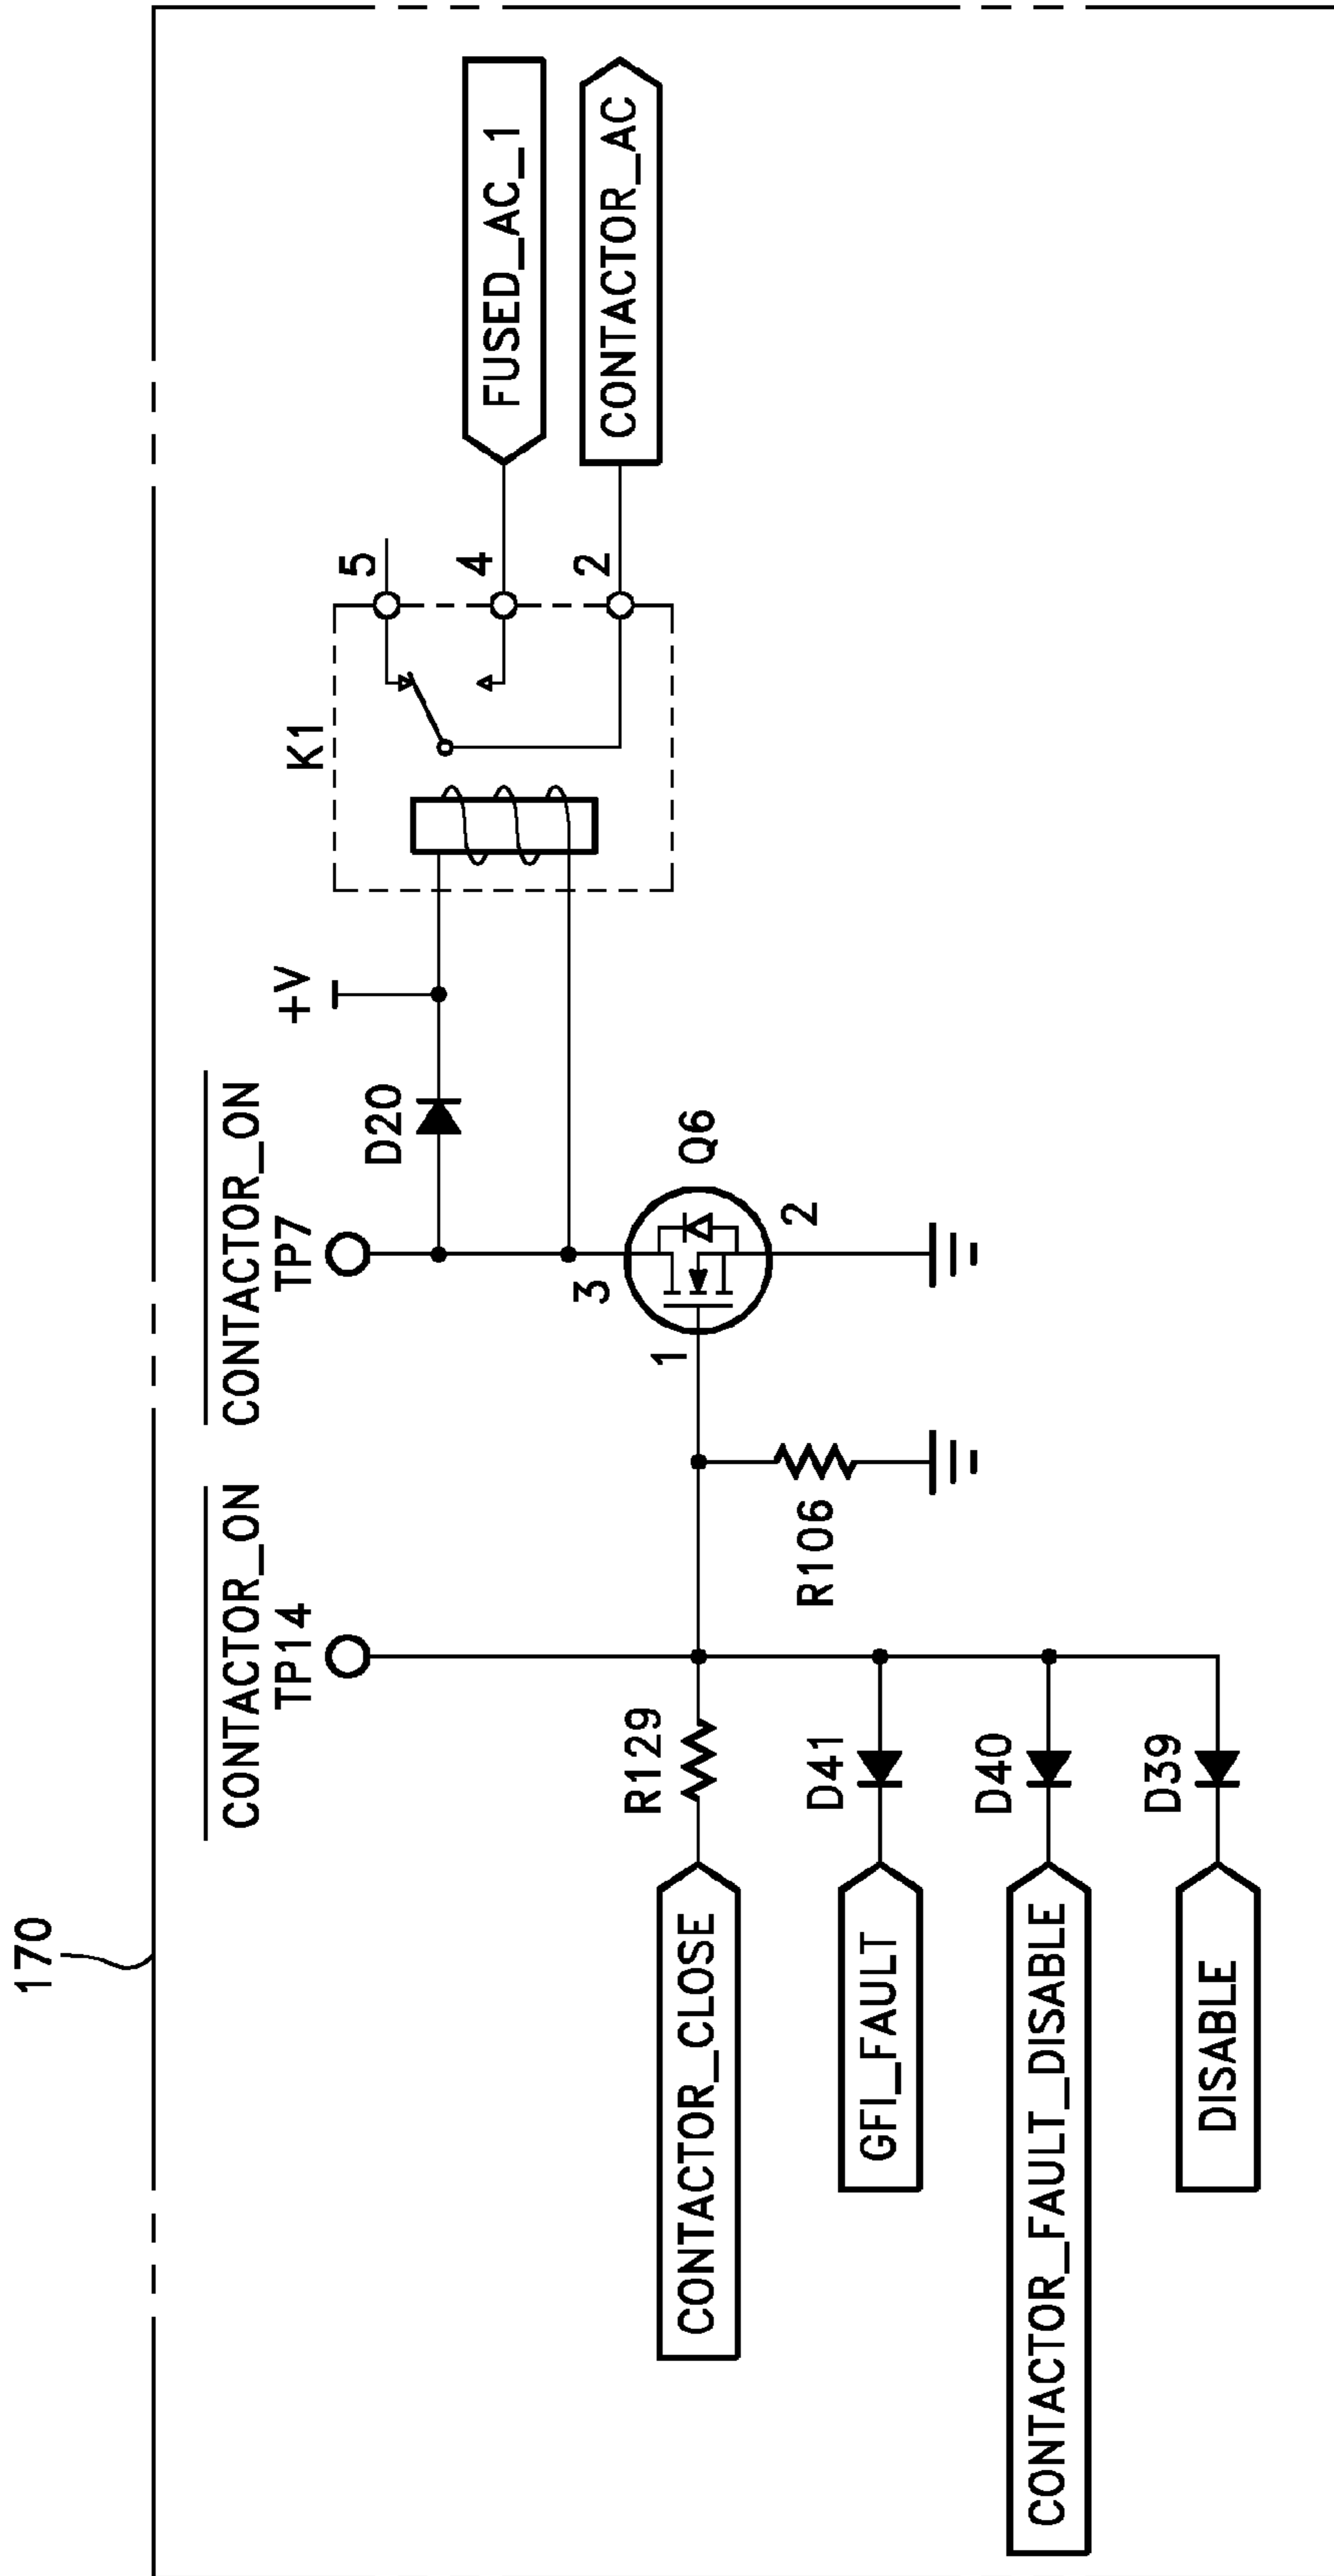 170
CONTACTOR_ON
TP14
CONTACTOR_ON
TP7
+V
K1
5
4
2
FUSED_AC_1
CONTACTOR_AC
D20
3
Q6
1
2
R106
R129
CONTACTOR_CLOSE
D41
GFI_FAULT
D40
CONTACTOR_FAULT_DISABLE
D39
DISABLE